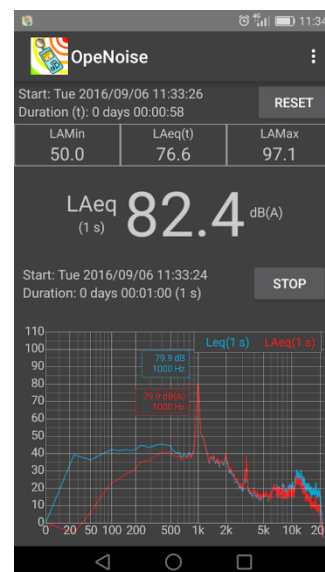 4G 11:34
OpeNoise
Start: Tue 2016/09/06 11:33:26
Duration (t): 0 days 00:00:58
RESET
LAMin LAeq(t) LAMax
50.0 76.6 97.1
LAeq 82.4 dB(A)
(1 s)
Start: Tue 2016/09/06 11:33:24
Duration: 0 days 00:01:00 (1 s)
STOP
110
Leq(1 s) LAeq(1 s)
100
79.9 dB
1000 Hz
90
80
79.9 dB(A)
1000 Hz
70
60
50
40
30
20
10
0
0 20 50 100 200 500 1k 2k 5k 10k 20